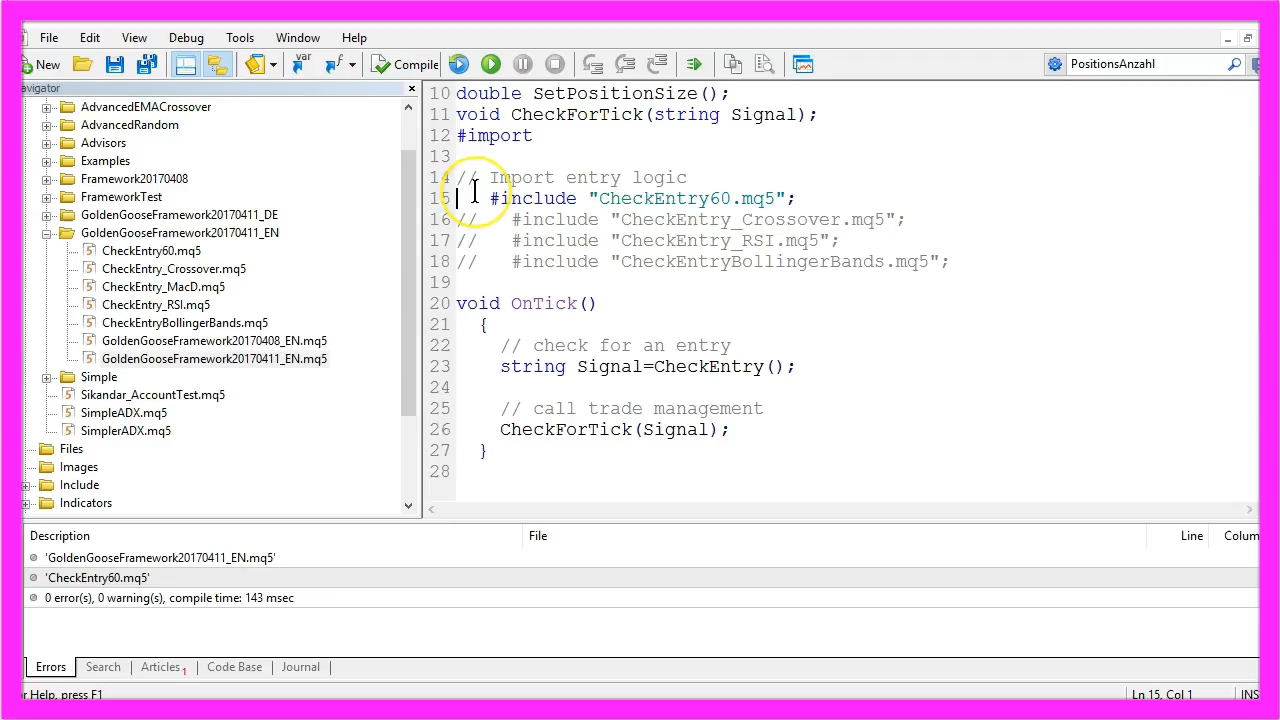 File Edit View Debug Tools Window Help
New Compile PositionsAnzahl
avigator
AdvancedEMACrossover
AdvancedRandom
Advisors
Examples
Framework20170408
FrameworkTest
GoldenGooseFramework20170411_DE
GoldenGooseFramework20170411_EN
CheckEntry60.mq5
CheckEntry_Crossover.mq5
CheckEntry_MacD.mq5
CheckEntry_RSI.mq5
CheckEntryBollingerBands.mq5
GoldenGooseFramework20170408_EN.mq5
GoldenGooseFramework20170411_EN.mq5
Simple
Sikandar_AccountTest.mq5
SimpleADX.mq5
SimplerADX.mq5
Files
Images
Include
Indicators
10 double SetPositionSize();
11 void CheckForTick(string Signal);
12 #import
13
14 // Import entry logic
15 #include "CheckEntry60.mq5";
16 // #include "CheckEntry_Crossover.mq5";
17 // #include "CheckEntry_RSI.mq5";
18 // #include "CheckEntryBollingerBands.mq5";
19
20 void OnTick()
21 {
22 // check for an entry
23 string Signal=CheckEntry();
24
25 // call trade management
26 CheckForTick(Signal);
27 }
28
Description File Line Colum
'GoldenGooseFramework20170411_EN.mq5'
'CheckEntry60.mq5'
0 error(s), 0 warning(s), compile time: 143 msec
Errors Search Articles 1 Code Base Journal
or Help, press F1 Ln 15, Col 1 INS